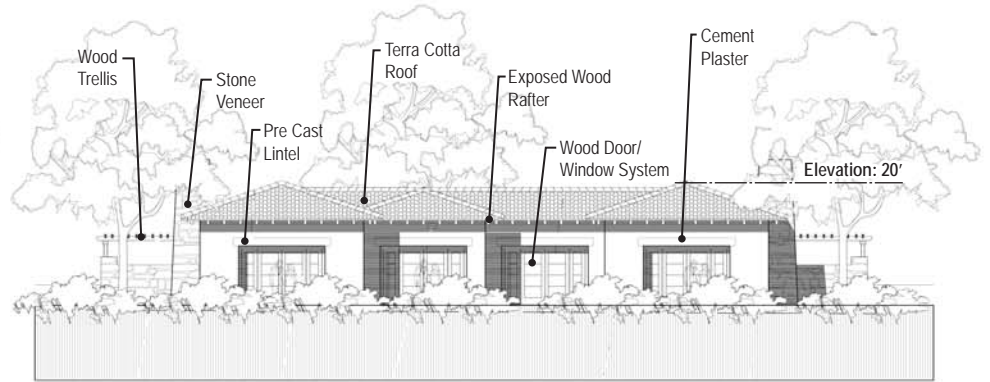 Wood
Trellis
Stone
Veneer
Pre Cast
Lintel
Terra Cotta
Roof
Exposed Wood
Rafter
Wood Door/
Window System
Cement
Plaster
Elevation: 20'